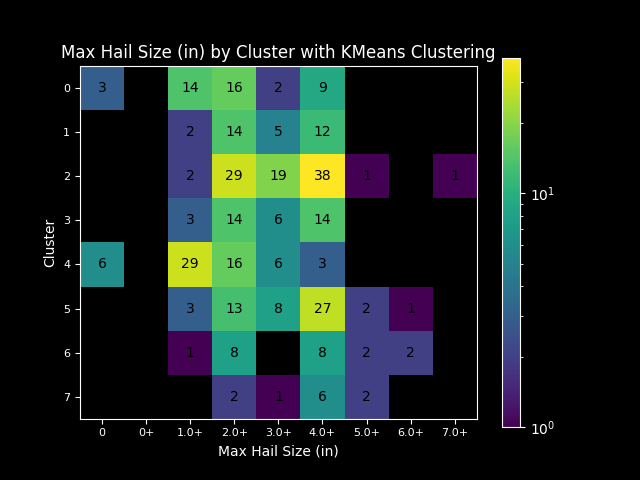 Max Hail Size (in) by Cluster with KMeans Clustering
0 3 14 16 2 9
1 2 14 5 12
2 2 29 19 38 1 1
3 3 14 6 14
4 6 29 16 6 3
5 3 13 8 27 2 1
6 1 8 8 2 2
7 2 1 6 2
Cluster
0 0+ 1.0+ 2.0+ 3.0+ 4.0+ 5.0+ 6.0+ 7.0+
Max Hail Size (in)
10¹
10⁰